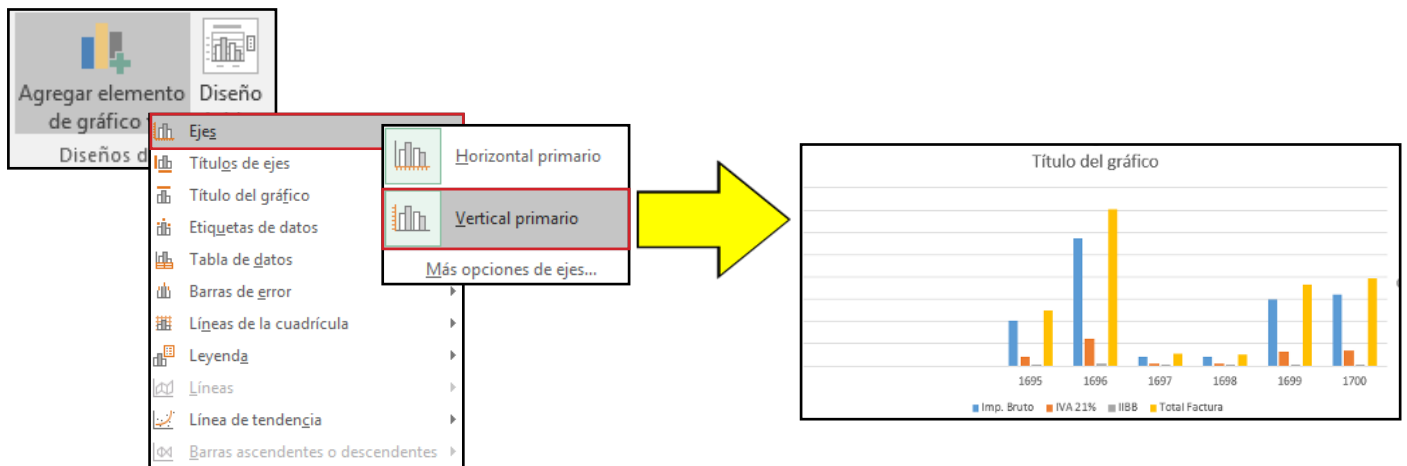 Agregar elemento
de gráfico
Diseño
Diseños d
Ejes
Títulos de ejes
Título del gráfico
Etiquetas de datos
Tabla de datos
Barras de error
Líneas de la cuadrícula
Leyenda
Líneas
Línea de tendencia
Barras ascendentes o descendentes
Horizontal primario
Vertical primario
Más opciones de ejes...
Título del gráfico
1695 1696 1697 1698 1699 1700
Imp. Bruto IVA 21% IIBB Total Factura